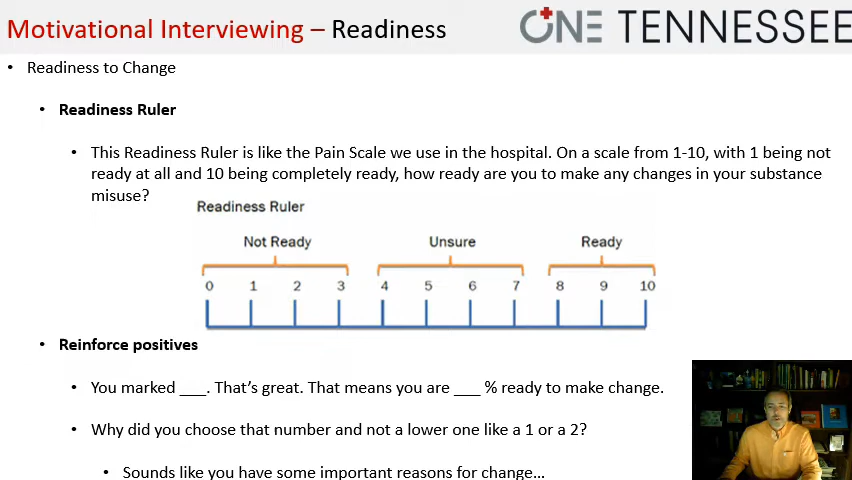 Motivational Interviewing – Readiness
ONE TENNESSEE
• Readiness to Change
• Readiness Ruler
• This Readiness Ruler is like the Pain Scale we use in the hospital. On a scale from 1-10, with 1 being not
ready at all and 10 being completely ready, how ready are you to make any changes in your substance
misuse?
Readiness Ruler
Not Ready Unsure Ready
0 1 2 3 4 5 6 7 8 9 10
• Reinforce positives
• You marked ___. That's great. That means you are ___ % ready to make change.
• Why did you choose that number and not a lower one like a 1 or a 2?
• Sounds like you have some important reasons for change...